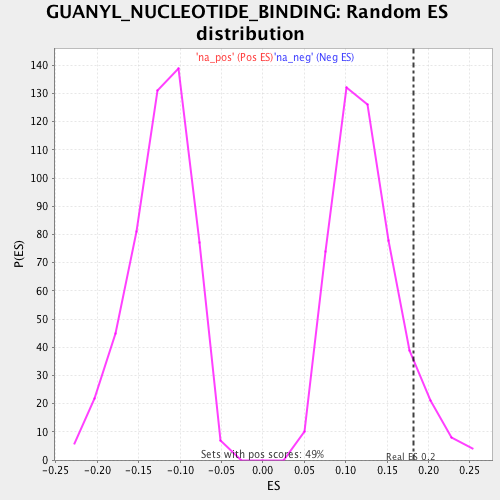 GUANYL_NUCLEOTIDE_BINDING: Random ES
distribution
'na_pos' (Pos ES) 'na_neg' (Neg ES)
140
130
120
110
100
90
80
70
60
50
40
30
20
10
0
P(ES)
Sets with pos scores: 49%
Real ES 0,2
-0.25 -0.20 -0.15 -0.10 -0.05 0.00 0.05 0.10 0.15 0.20 0.25
ES